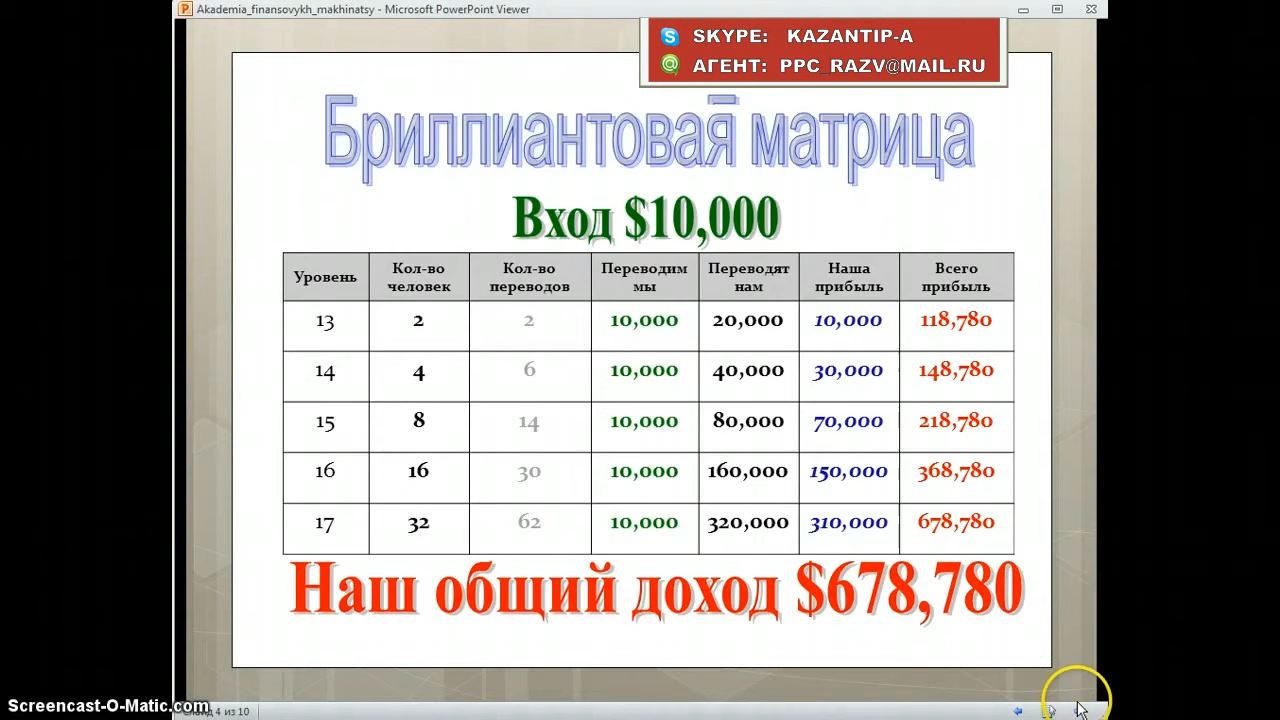 Akademia_finansovykh_makhinatsy - Microsoft PowerPoint Viewer
SKYPE: KAZANTIP-A
АГЕНТ: PPC_RAZV@MAIL.RU
Бриллиантовая матрица
Вход $10,000
Уровень Кол-во человек Кол-во переводов Переводим мы Переводят нам Наша прибыль Всего прибыль
13 2 2 10,000 20,000 10,000 118,780
14 4 6 10,000 40,000 30,000 148,780
15 8 14 10,000 80,000 70,000 218,780
16 16 30 10,000 160,000 150,000 368,780
17 32 62 10,000 320,000 310,000 678,780
Наш общий доход $678,780
Screencast-O-Matic.com
Слайд 4 из 10